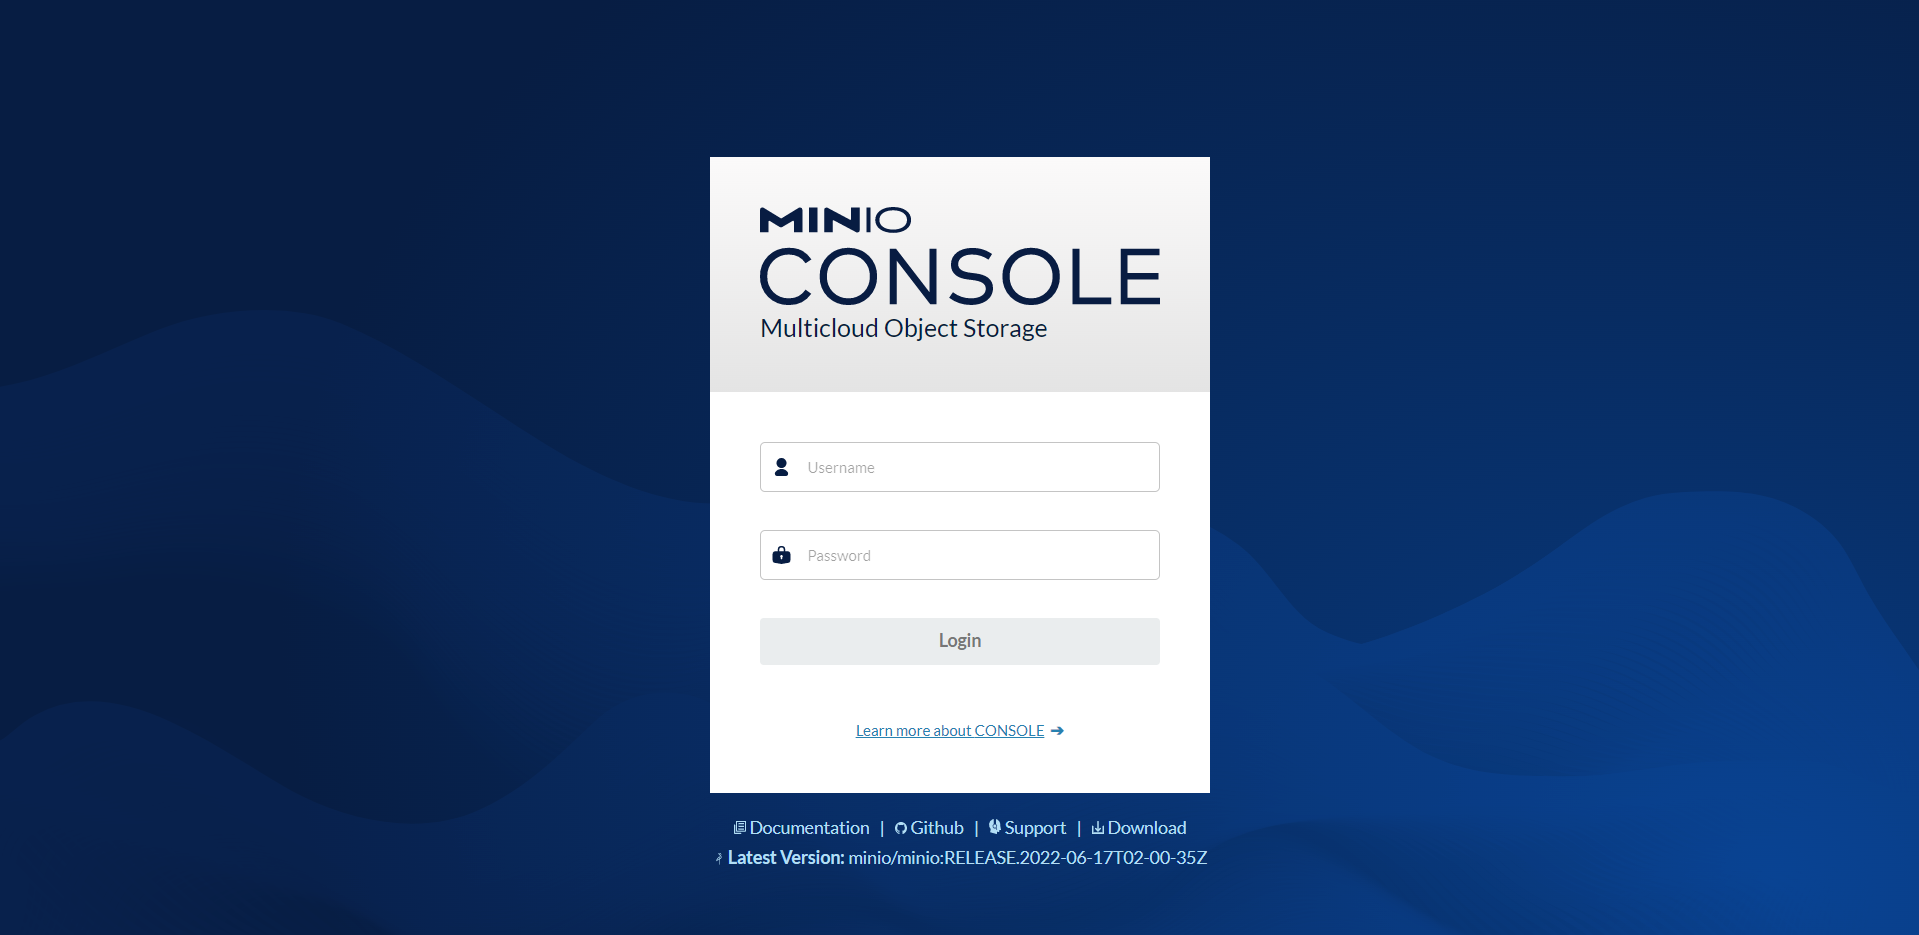 MINIO
CONSOLE
Multicloud Object Storage
Username
Password
Login
Learn more about CONSOLE ➔
Documentation | Github | Support | Download
Latest Version: minio/minio:RELEASE.2022-06-17T02-00-35Z